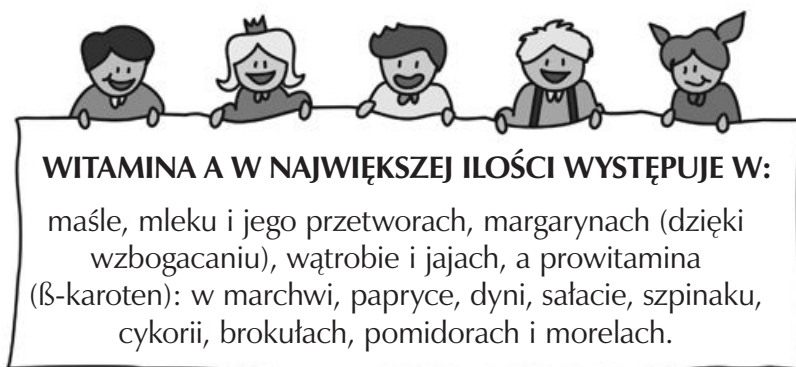 WITAMINA A W NAJWIĘKSZEJ ILOŚCI WYSTĘPUJE W:
maśle, mleku i jego przetworach, margarynach (dzięki
wzbogacaniu), wątrobie i jajach, a prowitamina
(ß-karoten): w marchwi, papryce, dyni, sałacie, szpinaku,
cykorii, brokułach, pomidorach i morelach.